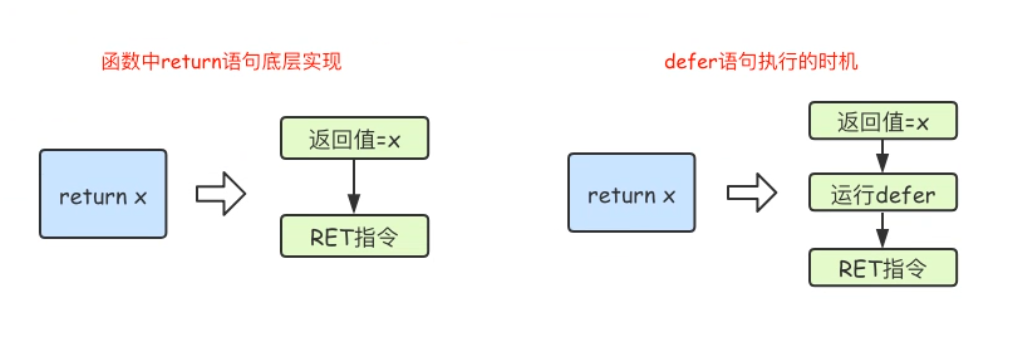 函数中return语句底层实现
return x
返回值=x
RET指令
defer语句执行的时机
return x
返回值=x
运行defer
RET指令